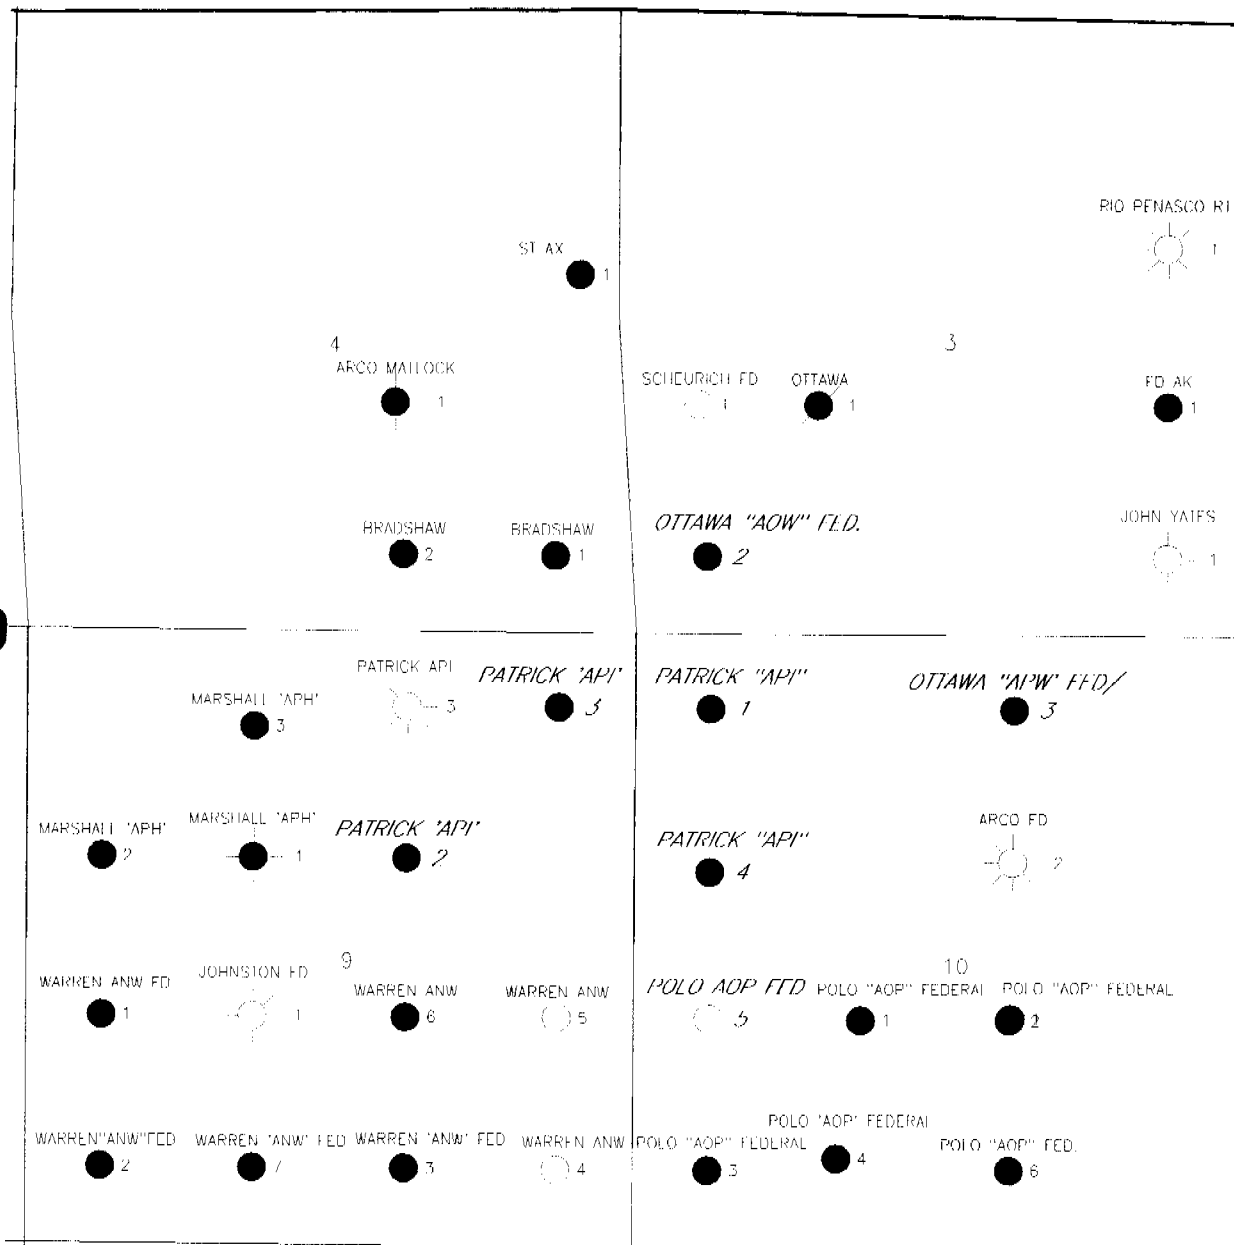 RIO PENASCO RI
1
ST AX
1
4
3
ARCO MATLOCK
1
SCHEURICH FD
1
OTTAWA
1
FD AK
1
BRADSHAW
2
BRADSHAW
1
OTTAWA "AOW" FED.
2
JOHN YATES
1
PATRICK API
3
PATRICK 'API'
3
PATRICK "API"
1
OTTAWA "APW' FED/
3
MARSHALL 'APH'
3
MARSHALL 'APH'
2
MARSHALL 'APH'
1
PATRICK 'API'
2
PATRICK "API"
4
ARCO FD
2
9
10
WARREN ANW FD
1
JOHNSTON FD
1
WARREN ANW
6
WARREN ANW
5
POLO AOP FED
5
POLO "AOP" FEDERAL
1
POLO "AOP" FEDERAL
2
WARREN"ANW"FED
2
WARREN 'ANW' FED
7
WARREN 'ANW' FED
3
WARREN ANW
4
POLO "AOP" FEDERAL
3
POLO 'AOP' FEDERAL
4
POLO "AOP" FED.
6